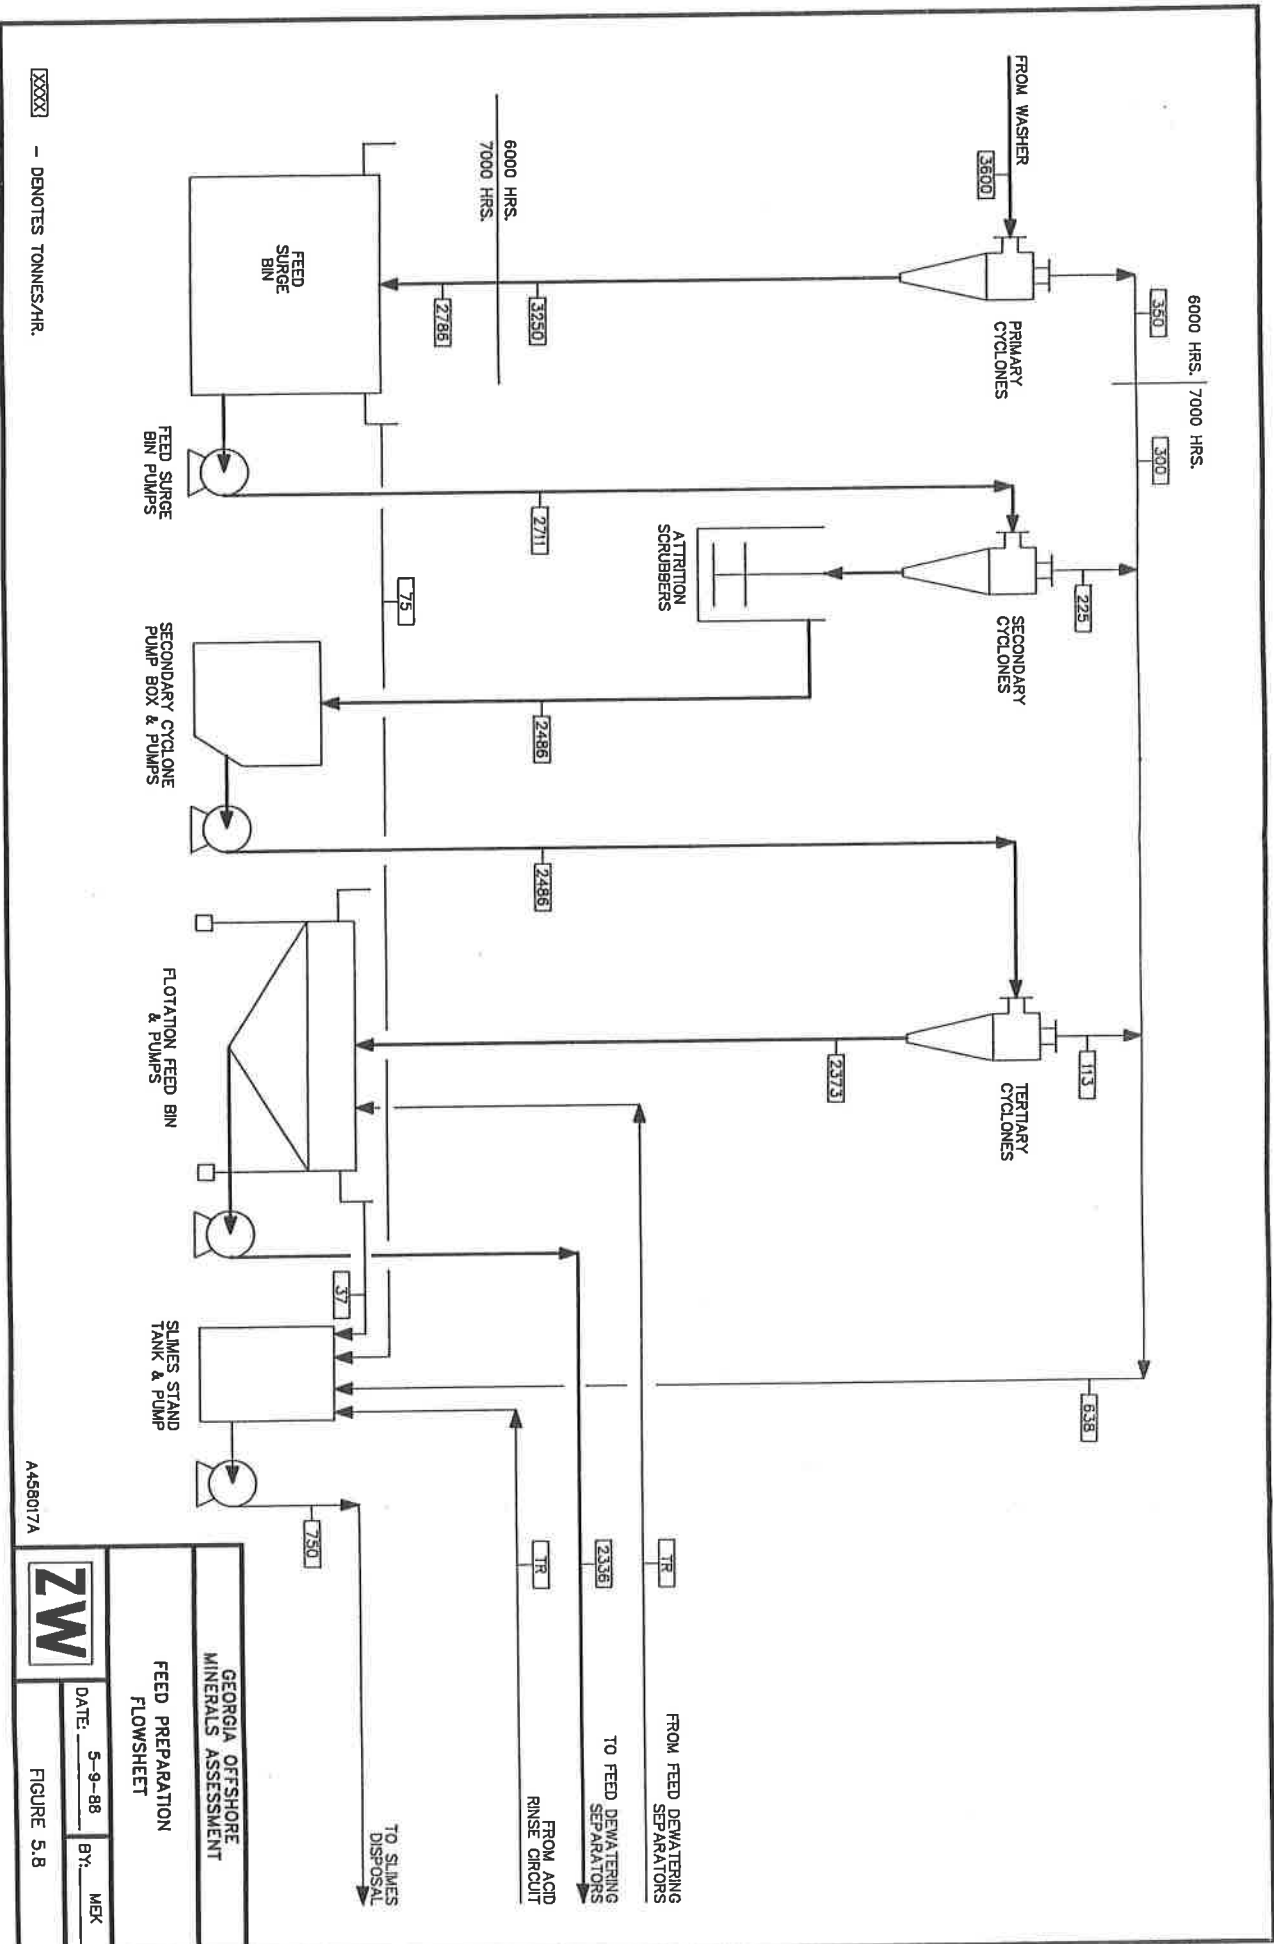 FROM WASHER
3600
PRIMARY
CYCLONES
350
6000 HRS.
7000 HRS.
300
3250
6000 HRS.
7000 HRS.
2786
FEED
SURGE
BIN
FEED SURGE
BIN PUMPS
2711
SECONDARY
CYCLONES
225
ATTRITION
SCRUBBERS
75
2486
SECONDARY CYCLONE
PUMP BOX & PUMPS
2486
TERTIARY
CYCLONES
113
2373
FLOTATION FEED BIN
& PUMPS
37
638
SLIMES STAND
TANK & PUMP
750
TR
2336
TR
FROM FEED DEWATERING
SEPARATORS
TO FEED DEWATERING
SEPARATORS
FROM ACID
RINSE CIRCUIT
TO SLIMES
DISPOSAL
XXXX - DENOTES TONNES/HR.
A458017A
GEORGIA OFFSHORE
MINERALS ASSESSMENT
FEED PREPARATION
FLOWSHEET
ZW
DATE: 5-9-88
BY: MEK
FIGURE 5.8